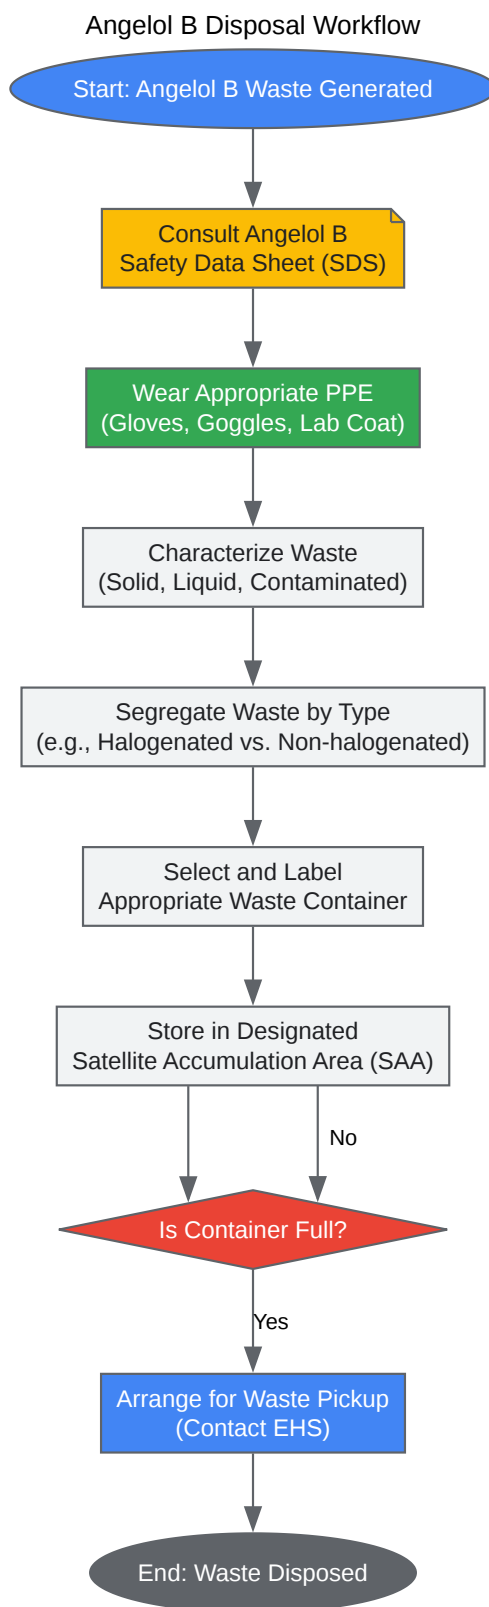 Angelol B Disposal Workflow
Start: Angelol B Waste Generated
Consult Angelol B
Safety Data Sheet (SDS)
Wear Appropriate PPE
(Gloves, Goggles, Lab Coat)
Characterize Waste
(Solid, Liquid, Contaminated)
Segregate Waste by Type
(e.g., Halogenated vs. Non-halogenated)
Select and Label
Appropriate Waste Container
Store in Designated
Satellite Accumulation Area (SAA)
No
Is Container Full?
Yes
Arrange for Waste Pickup
(Contact EHS)
End: Waste Disposed